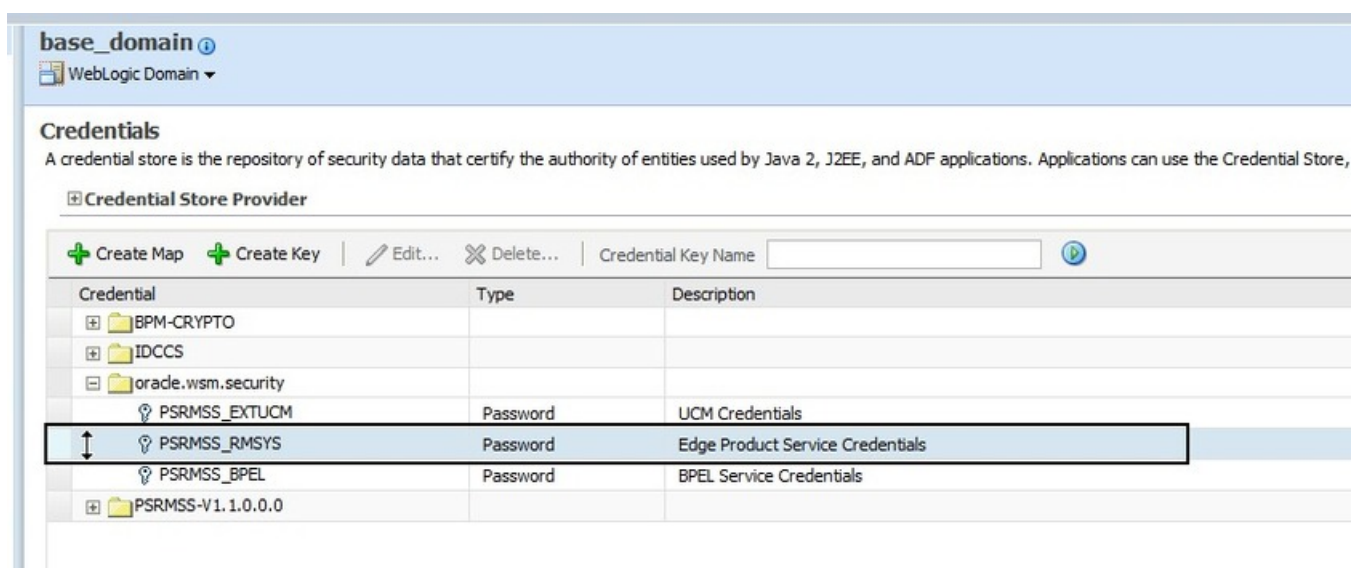 base_domain
WebLogic Domain
Credentials
A credential store is the repository of security data that certify the authority of entities used by Java 2, J2EE, and ADF applications. Applications can use the Credential Store,
Credential Store Provider
Create Map Create Key Edit... Delete... Credential Key Name
Credential Type Description
BPM-CRYPTO
IDCCS
oracle.wsm.security
PSRMSS_EXTUCM Password UCM Credentials
PSRMSS_RMSYS Password Edge Product Service Credentials
PSRMSS_BPEL Password BPEL Service Credentials
PSRMSS-V1.1.0.0.0